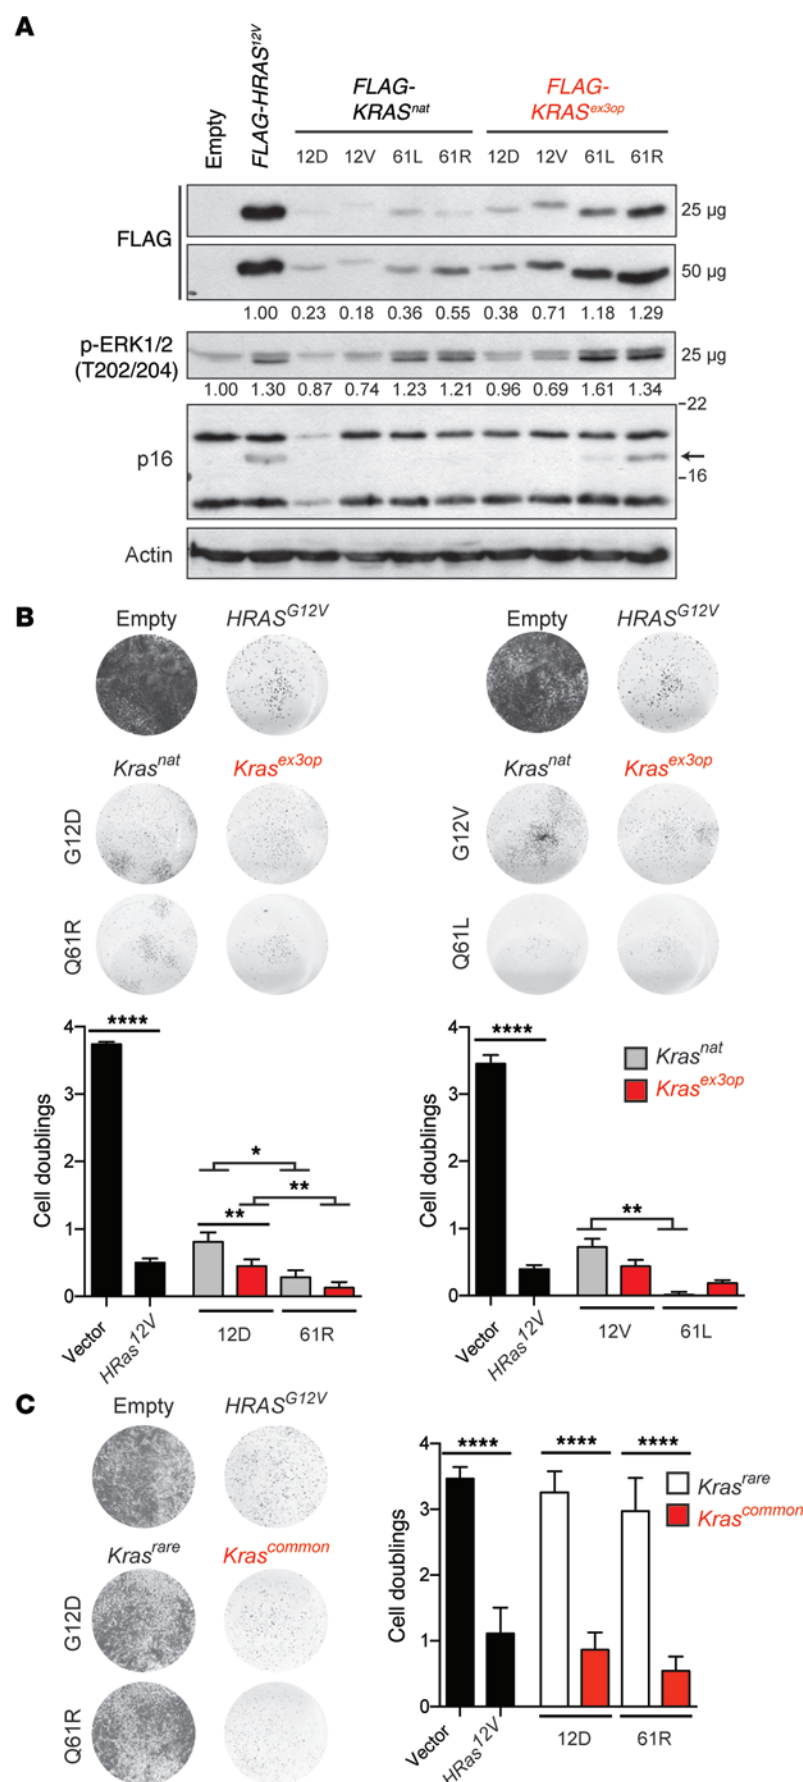 A
Empty
FLAG-HRAS12V
FLAG-
KRASnat
FLAG-
KRASex3op
12D 12V 61L 61R 12D 12V 61L 61R
FLAG
25 µg
50 µg
1.00 0.23 0.18 0.36 0.55 0.38 0.71 1.18 1.29
p-ERK1/2
(T202/204)
25 µg
1.00 1.30 0.87 0.74 1.23 1.21 0.96 0.69 1.61 1.34
p16
-22
←
-16
Actin
B
Empty HRASG12V
Krasnat Krasex3op
G12D
Q61R
Empty HRASG12V
Krasnat Krasex3op
G12V
Q61L
Cell doublings
4
3
2
1
0
****
*
**
**
Vector
HRas12V
12D
61R
Cell doublings
4
3
2
1
0
****
**
Krasnat
Krasex3op
Vector
HRas12V
12V
61L
C
Empty HRASG12V
Krasrare Krascommon
G12D
Q61R
Cell doublings
4
3
2
1
0
**** **** ****
Krasrare
Krascommon
Vector
HRas12V
12D
61R